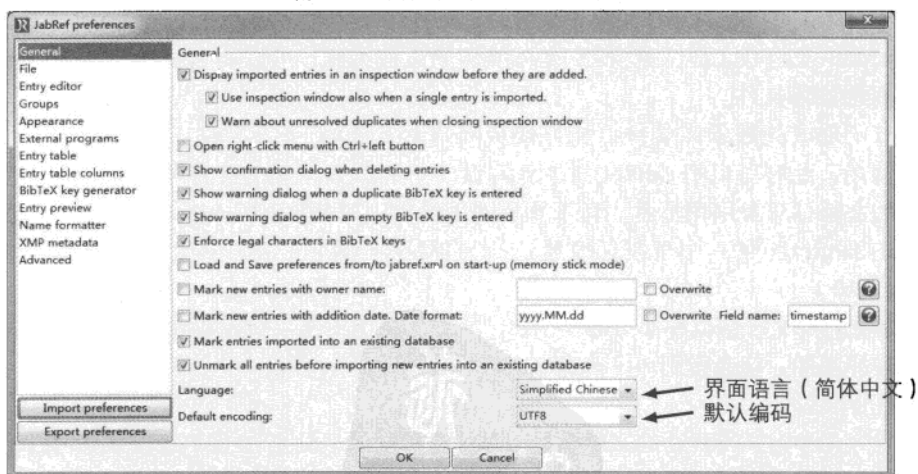 JabRef preferences
General
File
Entry editor
Groups
Appearance
External programs
Entry table
Entry table columns
BibTeX key generator
Entry preview
Name formatter
XMP metadata
Advanced
Import preferences
Export preferences
General
Display imported entries in an inspection window before they are added.
Use inspection window also when a single entry is imported.
Warn about unresolved duplicates when closing inspection window
Open right-click menu with Ctrl+left button
Show confirmation dialog when deleting entries
Show warning dialog when a duplicate BibTeX key is entered
Show warning dialog when an empty BibTeX key is entered
Enforce legal characters in BibTeX keys
Load and Save preferences from/to jabref.xml on start-up (memory stick mode)
Mark new entries with owner name: Overwrite
Mark new entries with addition date. Date format: yyyy.MM.dd Overwrite Field name: timestamp
Mark entries imported into an existing database
Unmark all entries before importing new entries into an existing database
Language: Simplified Chinese 界面语言（简体中文）
Default encoding: UTF8 默认编码
OK Cancel